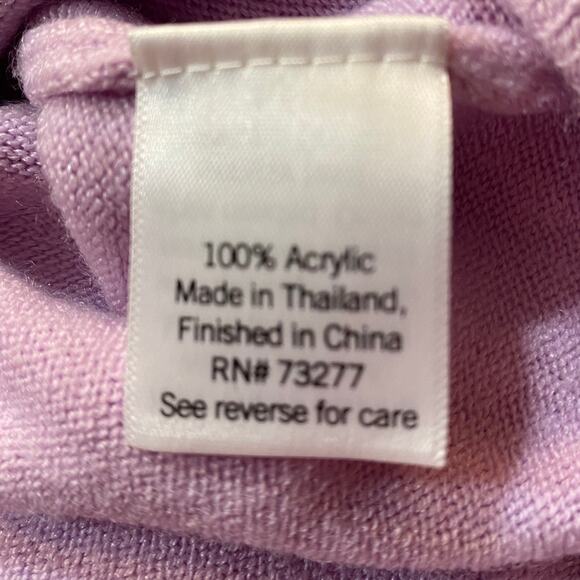 100% Acrylic
Made in Thailand,
Finished in China
RN# 73277
See reverse for care